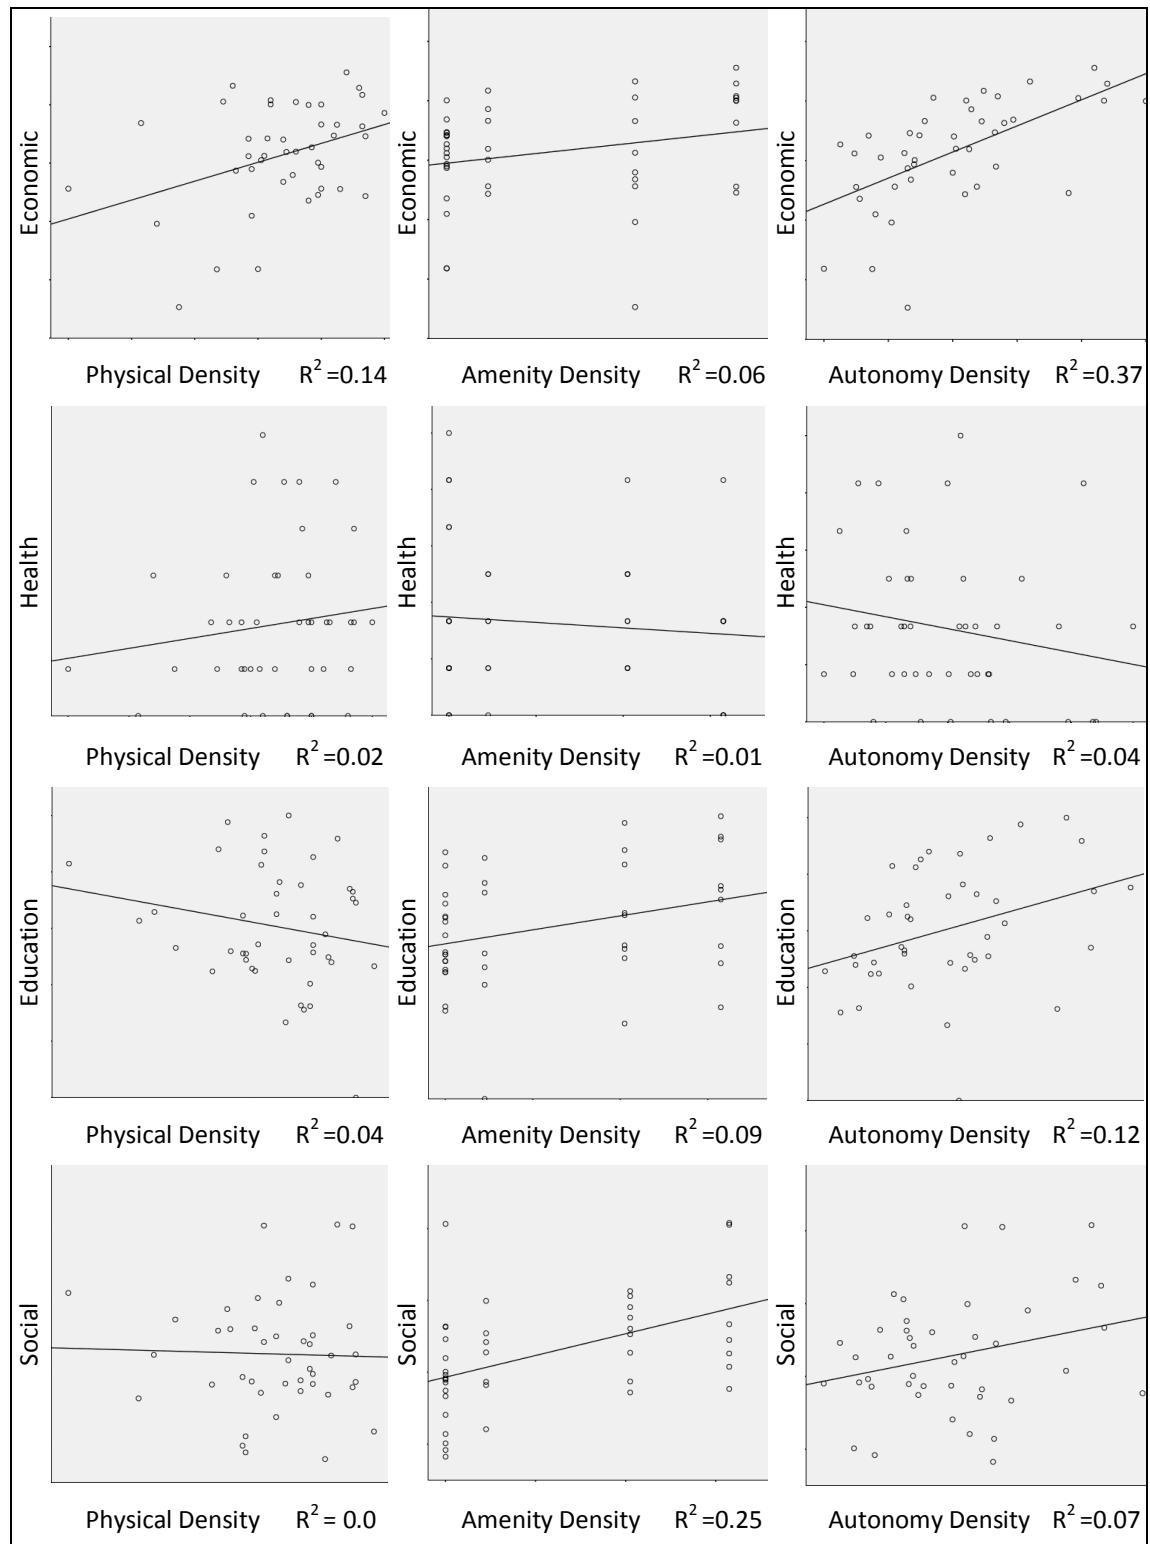 Economic
Economic
Economic
Physical Density R²=0.14
Amenity Density R²=0.06
Autonomy Density R²=0.37
Health
Health
Health
Physical Density R²=0.02
Amenity Density R²=0.01
Autonomy Density R²=0.04
Education
Education
Education
Physical Density R²=0.04
Amenity Density R²=0.09
Autonomy Density R²=0.12
Social
Social
Social
Physical Density R²= 0.0
Amenity Density R²=0.25
Autonomy Density R²=0.07